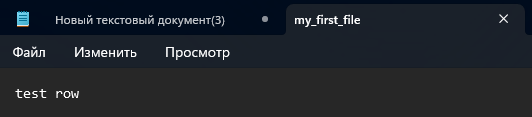 Новый текстовый документ(3) my_first_file
Файл Изменить Просмотр
test row